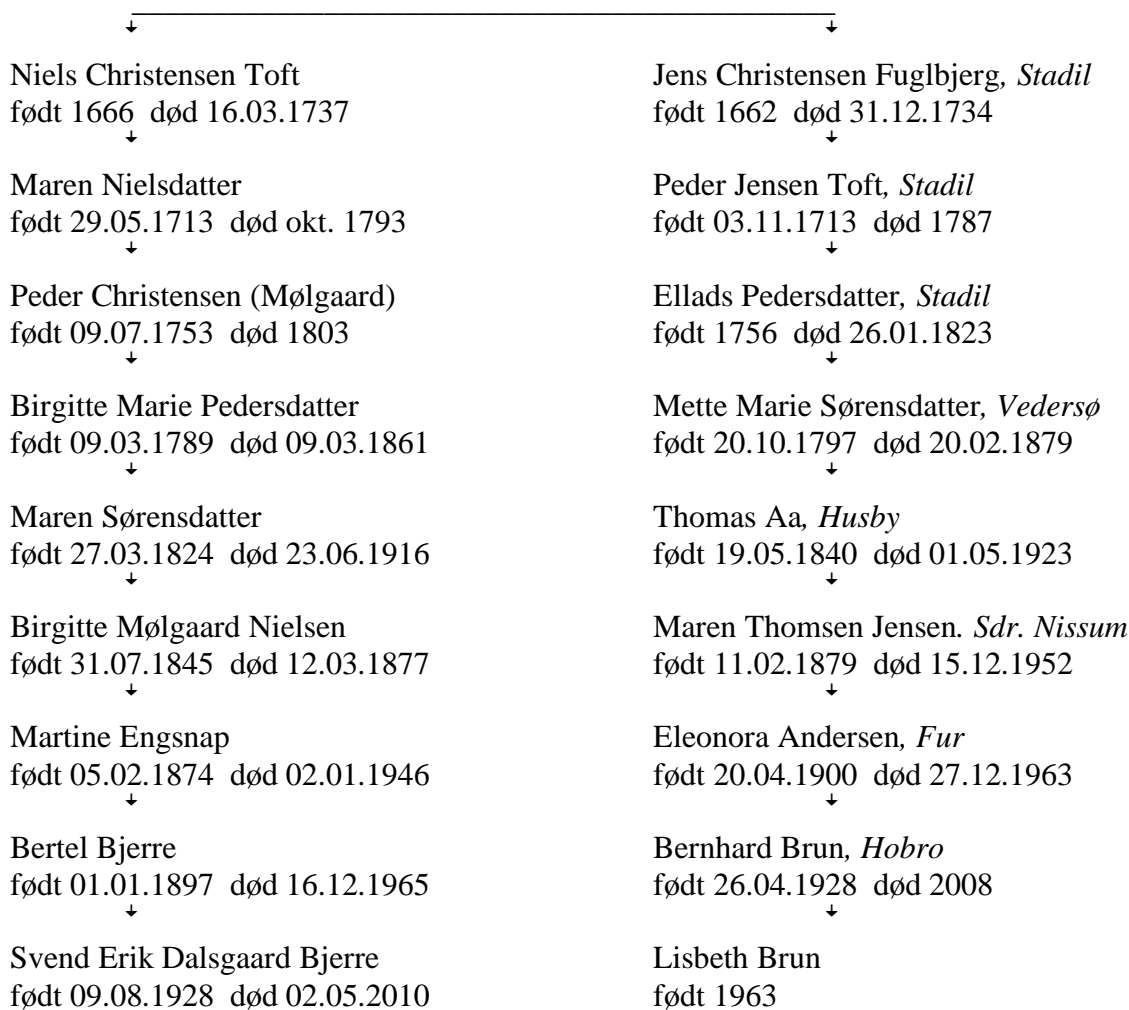 Niels Christensen Toft
født 1666 død 16.03.1737
Maren Nielsdatter
født 29.05.1713 død okt. 1793
Peder Christensen (Mølgaard)
født 09.07.1753 død 1803
Birgitte Marie Pedersdatter
født 09.03.1789 død 09.03.1861
Maren Sørensdatter
født 27.03.1824 død 23.06.1916
Birgitte Mølgaard Nielsen
født 31.07.1845 død 12.03.1877
Martine Engsnap
født 05.02.1874 død 02.01.1946
Bertel Bjerre
født 01.01.1897 død 16.12.1965
Svend Erik Dalsgaard Bjerre
født 09.08.1928 død 02.05.2010
Jens Christensen Fuglbjerg, Stadil
født 1662 død 31.12.1734
Peder Jensen Toft, Stadil
født 03.11.1713 død 1787
Ellads Pedersdatter, Stadil
født 1756 død 26.01.1823
Mette Marie Sørensdatter, Vedersø
født 20.10.1797 død 20.02.1879
Thomas Aa, Husby
født 19.05.1840 død 01.05.1923
Maren Thomsen Jensen. Sdr. Nissum
født 11.02.1879 død 15.12.1952
Eleonora Andersen, Fur
født 20.04.1900 død 27.12.1963
Bernhard Brun, Hobro
født 26.04.1928 død 2008
Lisbeth Brun
født 1963